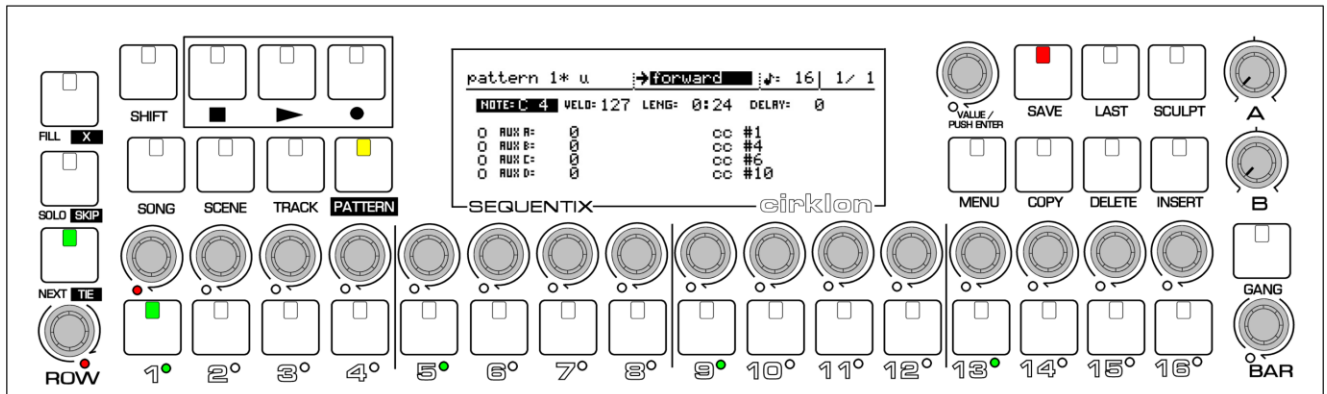 pattern 1* u →forward ♪= 16| 1/ 1
NOTE=C 4 VELO=127 LENG= 0:24 DELAY= 0
O AUX A= 0 cc #1
O AUX B= 0 cc #4
O AUX C= 0 cc #6
O AUX D= 0 cc #10
SEQUENTIX cirklon
SHIFT ■ ▶ ●
VALUE /
PUSH ENTER
SAVE LAST SCULPT A
FILL X
SONG SCENE TRACK PATTERN
MENU COPY DELETE INSERT B
SOLO SKIP
NEXT TIE
GANG
ROW 1 2 3 4 5 6 7 8 9 10 11 12 13 14 15 16 BAR